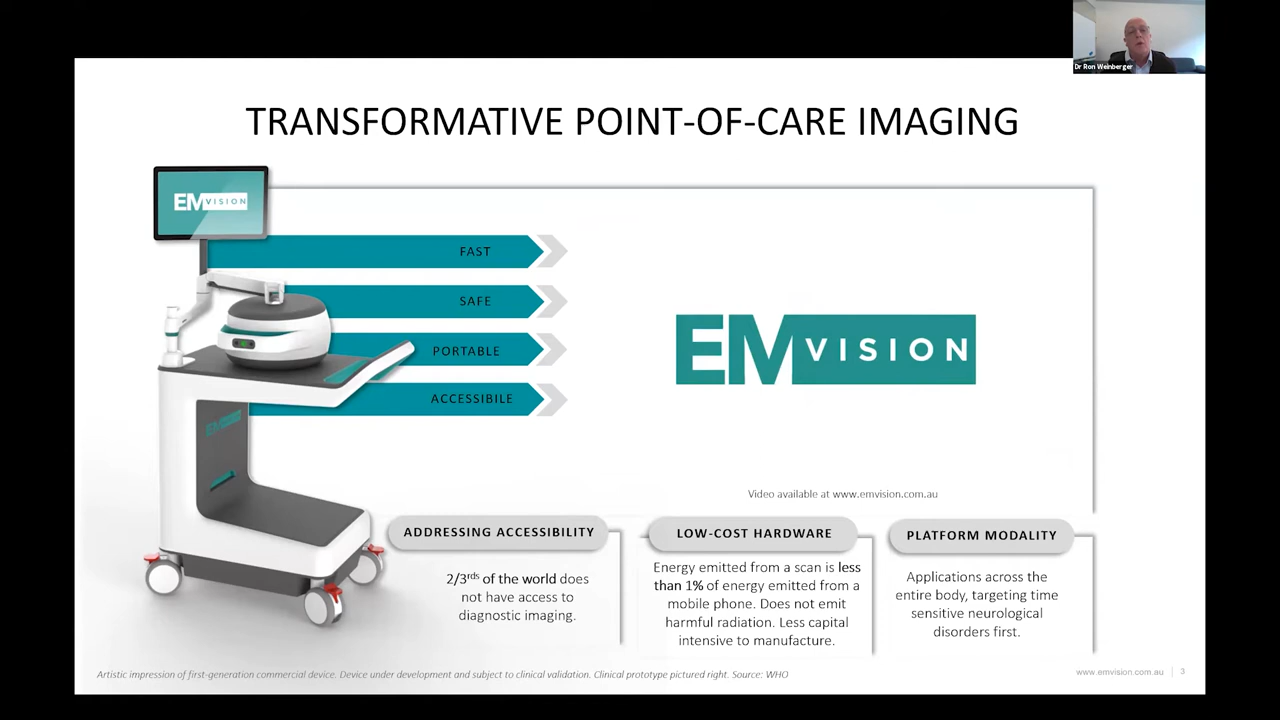 Dr Ron Weinberger
TRANSFORMATIVE POINT-OF-CARE IMAGING
EMVISION
FAST
SAFE
PORTABLE
ACCESSIBILE
EMVISION
EMVISION
Video available at www.emvision.com.au
ADDRESSING ACCESSIBILITY
2/3rds of the world does
not have access to
diagnostic imaging.
LOW-COST HARDWARE
Energy emitted from a scan is less
than 1% of energy emitted from a
mobile phone. Does not emit
harmful radiation. Less capital
intensive to manufacture.
PLATFORM MODALITY
Applications across the
entire body, targeting time
sensitive neurological
disorders first.
Artistic impression of first-generation commercial device. Device under development and subject to clinical validation. Clinical prototype pictured right. Source: WHO
www.emvision.com.au | 3